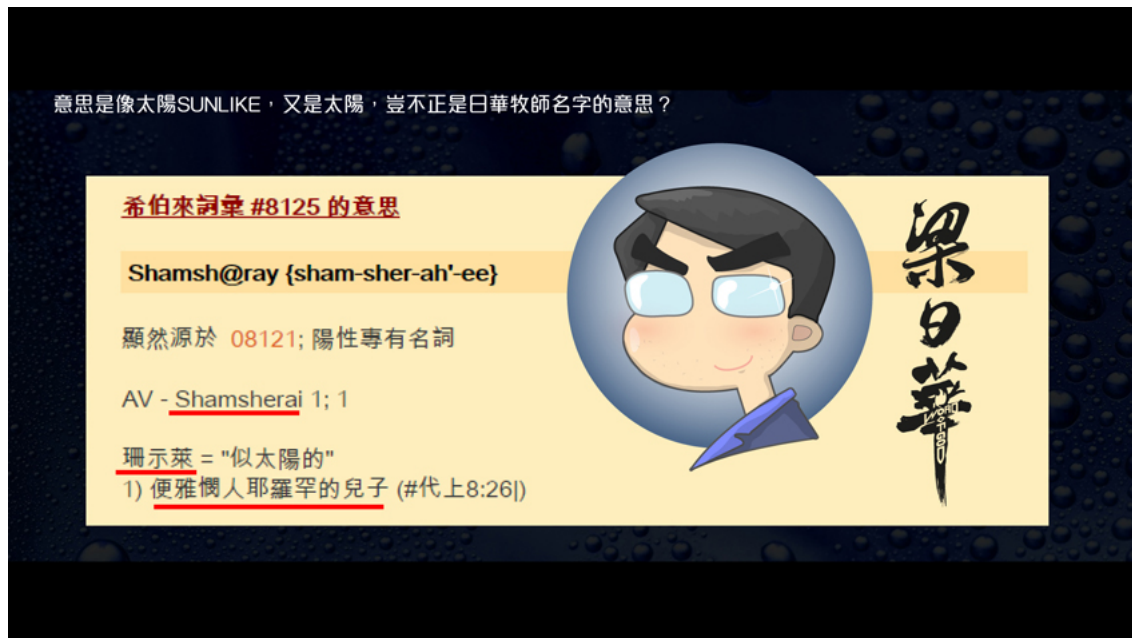 意思是像太陽SUNLIKE，又是太陽，豈不正是日華牧師名字的意思？
希伯來詞彙 #8125 的意思
Shamsh@ray {sham-sher-ah'-ee}
顯然源於 08121; 陽性專有名詞
AV - Shamsherai 1; 1
珊示萊 = "似太陽的"
1) 便雅憫人耶羅罕的兒子 (#代上8:26|)
梁日華
WORD OF GOD